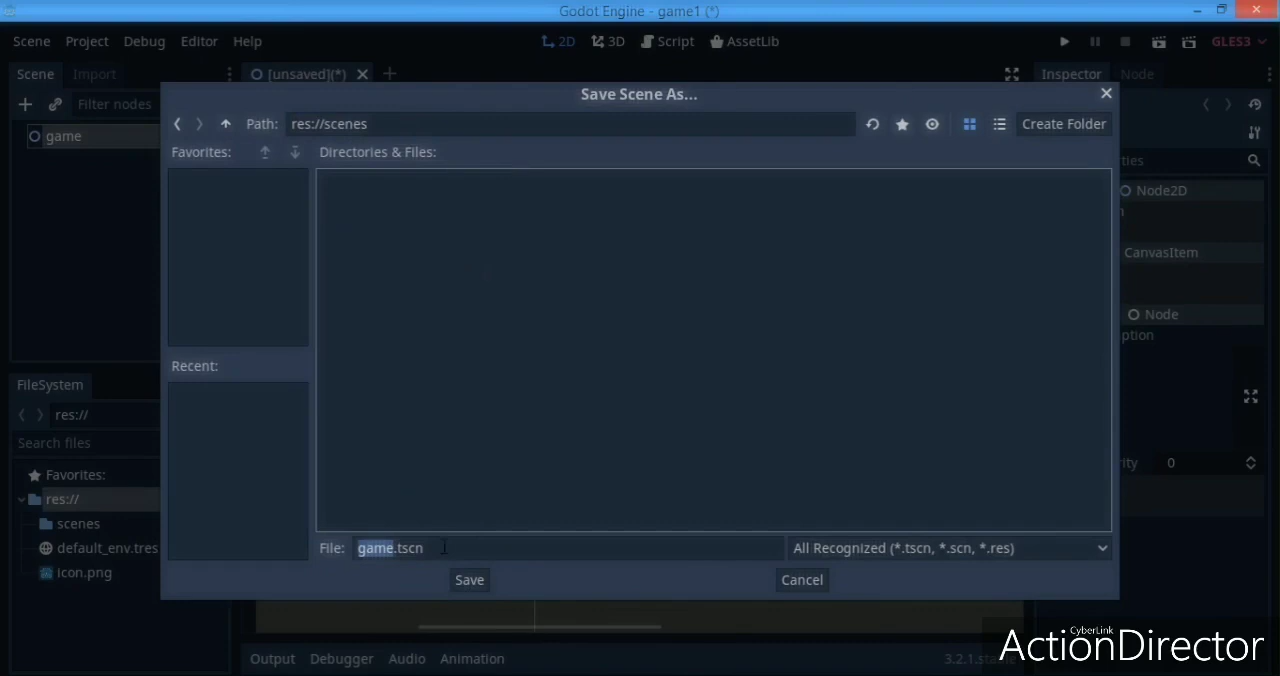 Godot Engine - game1 (*)
Scene Project Debug Editor Help 2D 3D Script AssetLib GLES3
Scene Import [unsaved](*) Inspector Node
Save Scene As...
Filter nodes
Path: res://scenes Create Folder
game
Favorites: Directories & Files:
ties
Node2D
CanvasItem
Node
ption
Recent:
FileSystem
res://
Search files
rity 0
Favorites:
res://
scenes
default_env.tres
icon.png
File: game.tscn All Recognized (*.tscn, *.scn, *.res)
Save Cancel
Output Debugger Audio Animation 3.2.1.stable
CyberLink
ActionDirector